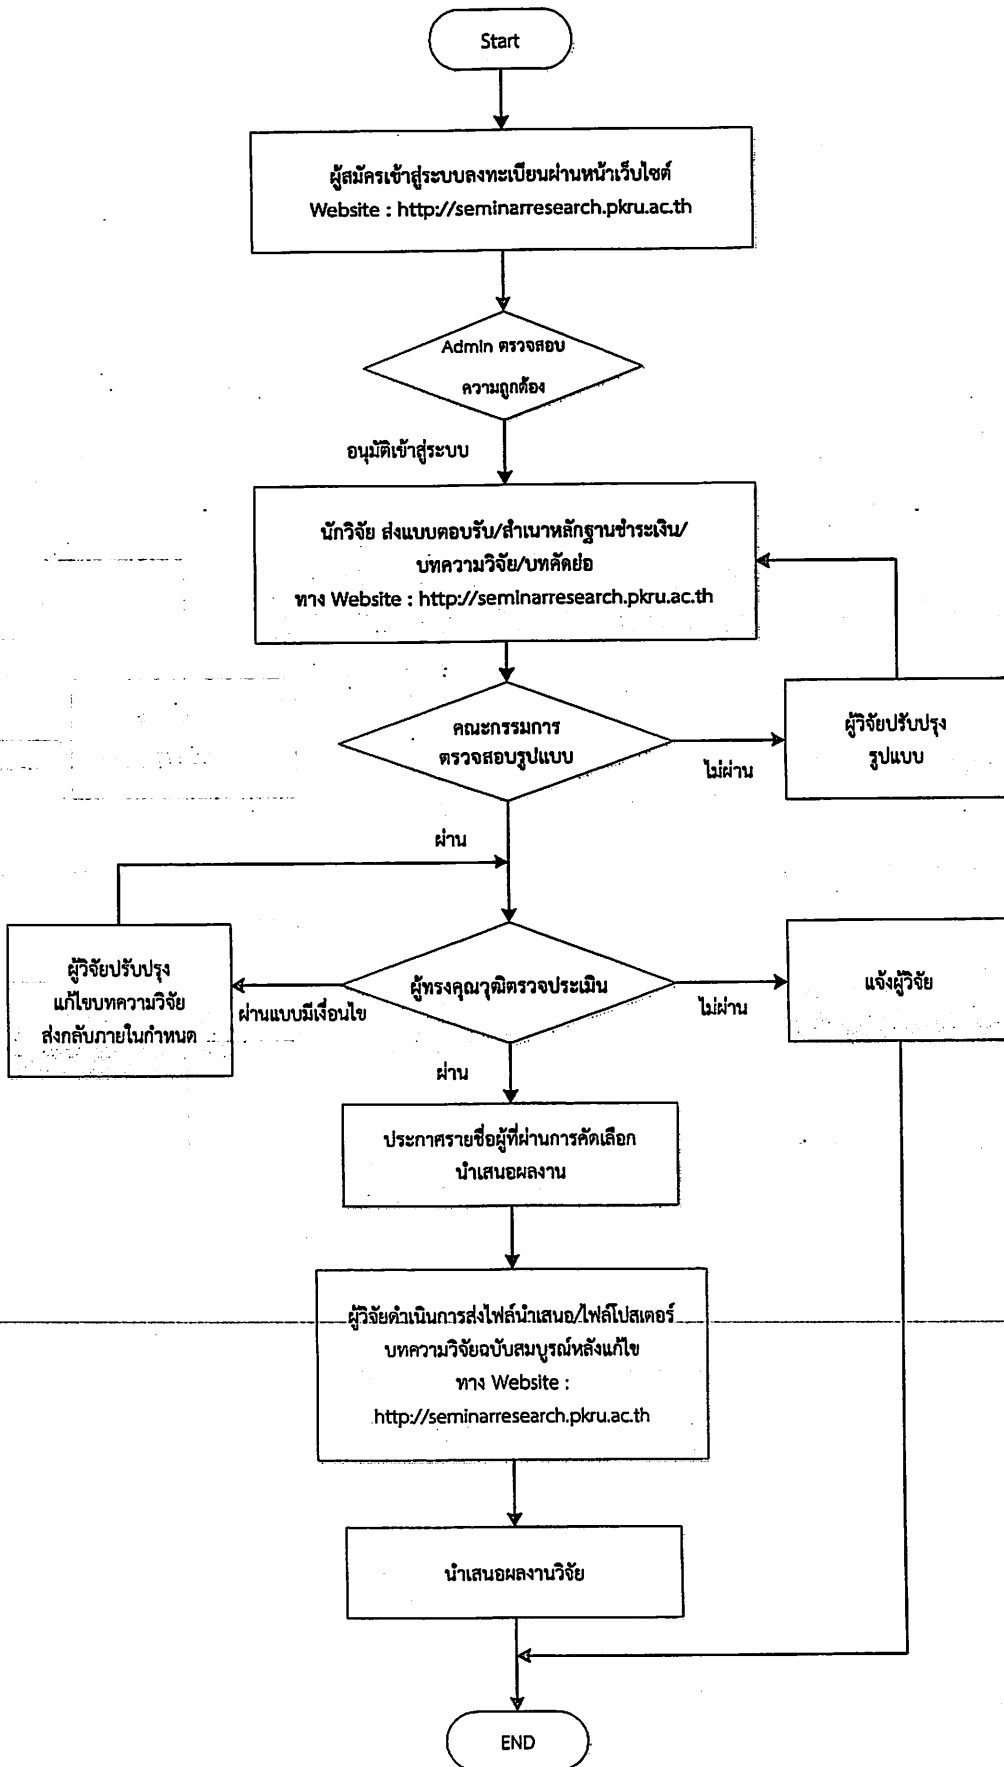 Start
ผู้สมัครเข้าสู่ระบบลงทะเบียนผ่านหน้าเว็บไซต์
Website : http://seminarresearch.pkru.ac.th
Admin ตรวจสอบ
ความถูกต้อง
อนุมัติเข้าสู่ระบบ
นักวิจัย ส่งแบบตอบรับ/สำเนาหลักฐานชำระเงิน/
บทความวิจัย/บทคัดย่อ
ทาง Website : http://seminarresearch.pkru.ac.th
คณะกรรมการ
ตรวจสอบรูปแบบ
ไม่ผ่าน
ผู้วิจัยปรับปรุง
รูปแบบ
ผ่าน
ผู้วิจัยปรับปรุง
แก้ไขบทความวิจัย
ส่งกลับภายในกำหนด
ผ่านแบบมีเงื่อนไข
ผู้ทรงคุณวุฒิตรวจประเมิน
ไม่ผ่าน
แจ้งผู้วิจัย
ผ่าน
ประกาศรายชื่อผู้ที่ผ่านการคัดเลือก
นำเสนอผลงาน
ผู้วิจัยดำเนินการส่งไฟล์นำเสนอ/ไฟล์โปสเตอร์
บทความวิจัยฉบับสมบูรณ์หลังแก้ไข
ทาง Website :
http://seminarresearch.pkru.ac.th
นำเสนอผลงานวิจัย
END